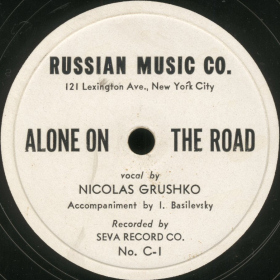 RUSSIAN MUSIC CO.
121 Lexington Ave., New York City
ALONE ON THE ROAD
vocal by
NICOLAS GRUSHKO
Accompaniment by I. Basilevsky
Recorded by
SEVA RECORD CO.
No. C-1